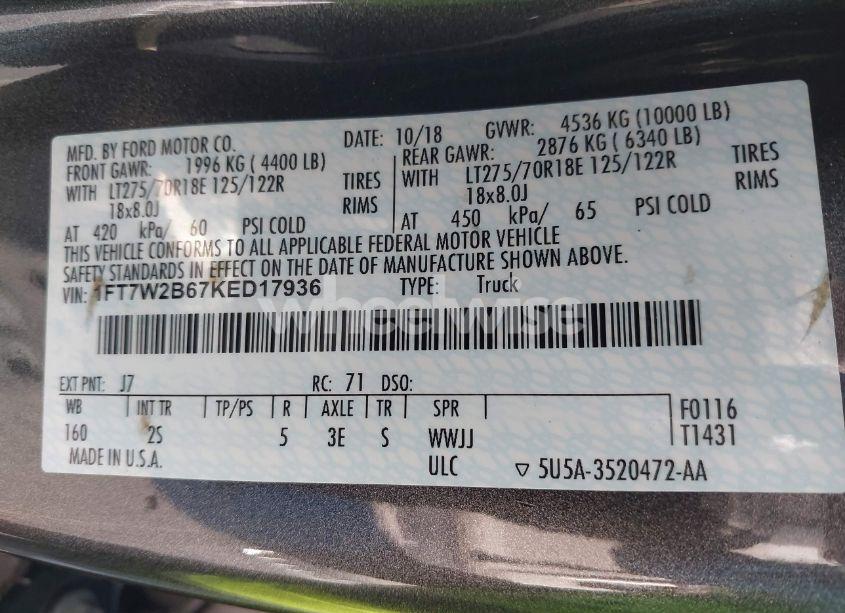 MFD. BY FORD MOTOR CO. DATE: 10/18 GVWR: 4536 KG (10000 LB)
FRONT GAWR: 1996 KG ( 4400 LB) REAR GAWR: 2876 KG ( 6340 LB)
WITH LT275/70R18E 125/122R TIRES WITH LT275/70R18E 125/122R TIRES
18x8.0J RIMS 18x8.0J RIMS
AT 420 kPa/ 60 PSI COLD AT 450 kPa/ 65 PSI COLD
THIS VEHICLE CONFORMS TO ALL APPLICABLE FEDERAL MOTOR VEHICLE
SAFETY STANDARDS IN EFFECT ON THE DATE OF MANUFACTURE SHOWN ABOVE.
VIN: 1FT7W2B67KED17936 TYPE: Truck
wheelwise
EXT PNT: J7 RC: 71 DSO:
WB INT TR TP/PS R AXLE TR SPR F0116
160 2S 5 3E S WWJJ T1431
MADE IN U.S.A. ULC ▽ 5U5A-3520472-AA